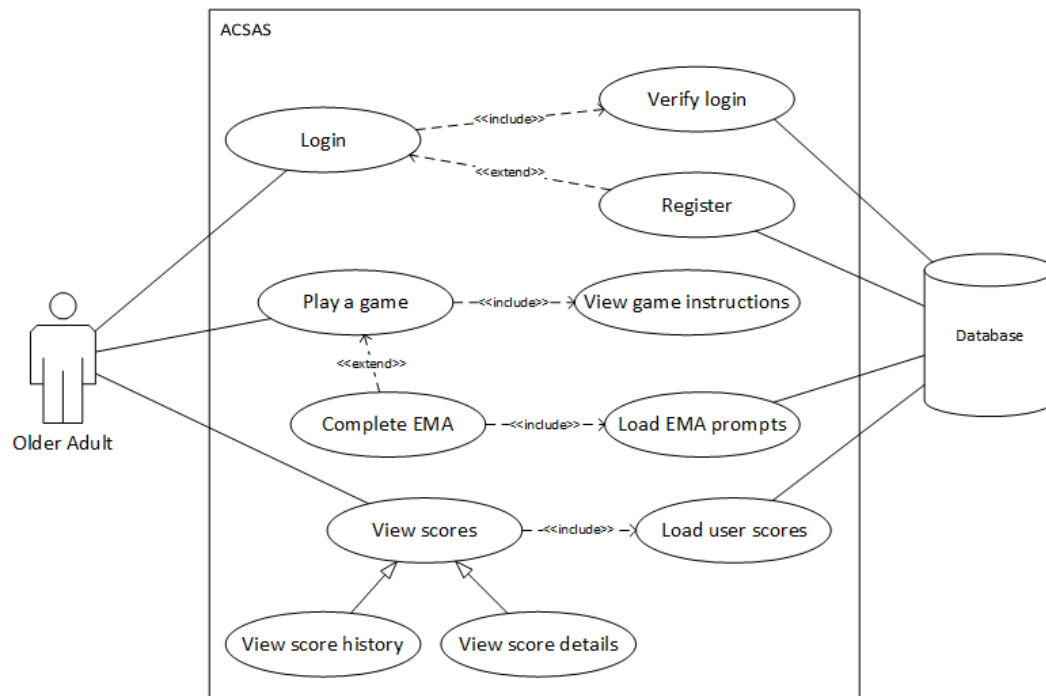 ACSAS
Verify login
<<include>>
Login
<<extend>>
Register
Play a game
<<include>>
View game instructions
Database
<<extend>>
Complete EMA
<<include>>
Load EMA prompts
Older Adult
View scores
<<include>>
Load user scores
View score history
View score details